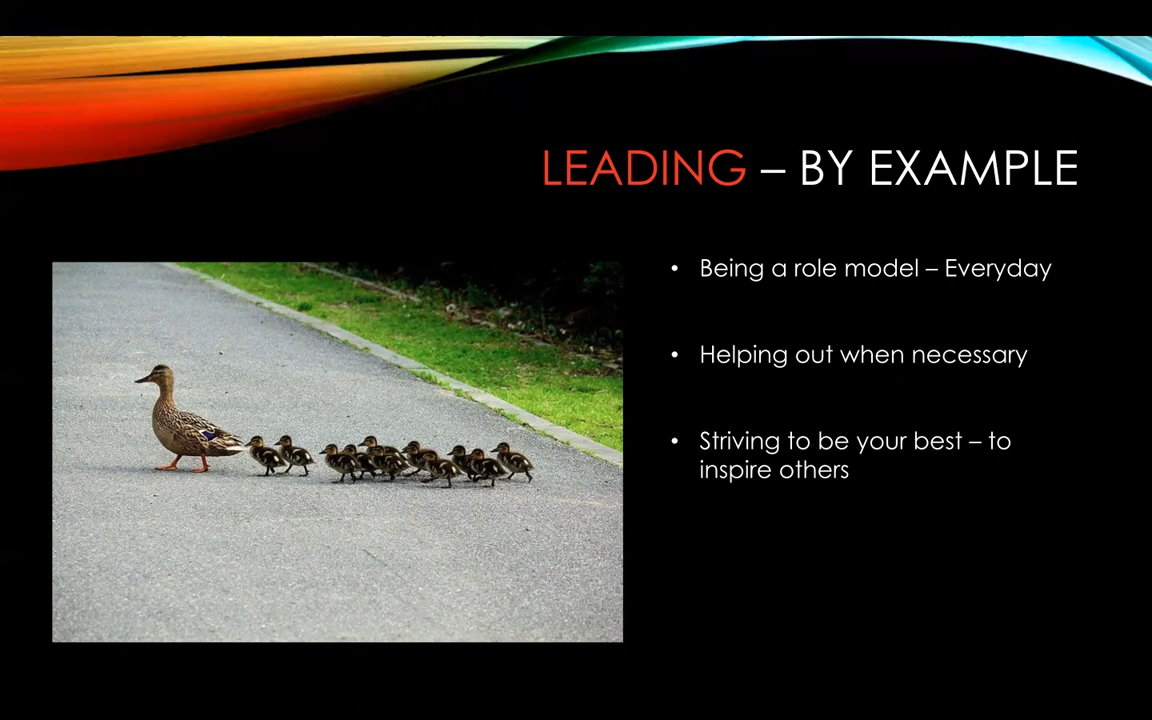 LEADING – BY EXAMPLE
• Being a role model – Everyday
• Helping out when necessary
• Striving to be your best – to
inspire others